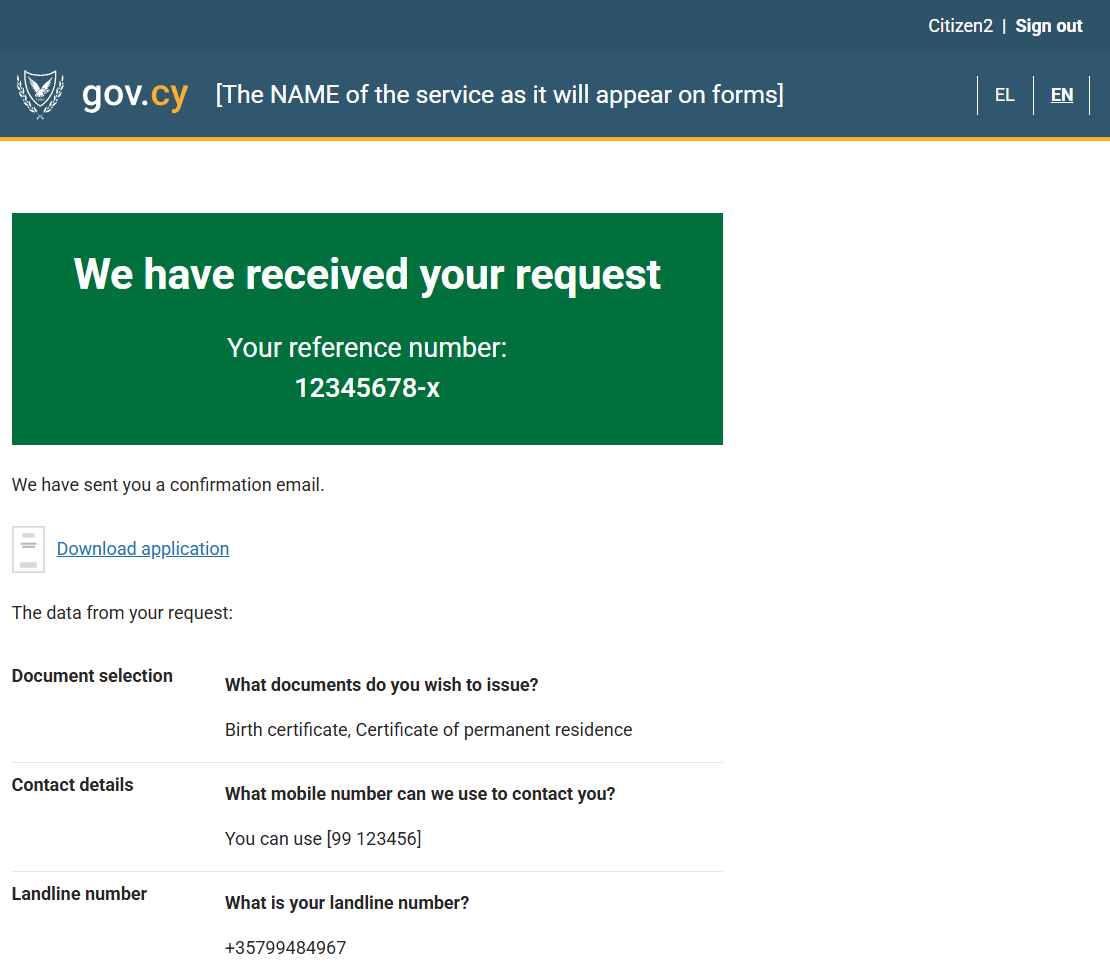 Citizen2 | Sign out
gov.cy [The NAME of the service as it will appear on forms] EL EN
We have received your request
Your reference number:
12345678-x
We have sent you a confirmation email.
Download application
The data from your request:
Document selection
What documents do you wish to issue?
Birth certificate, Certificate of permanent residence
Contact details
What mobile number can we use to contact you?
You can use [99 123456]
Landline number
What is your landline number?
+35799484967